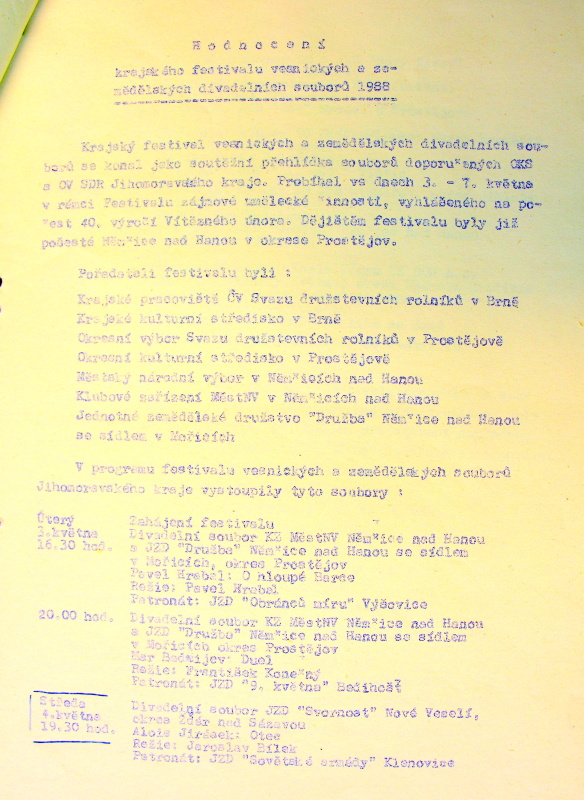 H o d n o c e n í
krajského festivalu vesnických a ze-
mědělských divadelních souborů 1988
Krajský festival vesnických a zemědělských divadelních sou-
borů se konal jako soutěžní přehlídka souborů doporučených OKS
a OV SDR Jihomoravského kraje. Probíhal ve dnech 3. - 7. května
v rámci Festivalu zájmové umělecké činnosti, vyhlášeného na po-
čest 40. výročí Vítězného února. Dějištěm festivalu byly již
pošesté Němčice nad Hanou v okrese Prostějov.
Pořadateli festivalu byli :
Krajské pracoviště ČV Svazu družstevních rolníků v Brně
Krajské kulturní středisko v Brně
Okresní výbor Svazu družstevních rolníků v Prostějově
Okresní kulturní středisko v Prostějově
Městský národní výbor v Němčicích nad Hanou
Klubové zařízení MěstNV v Němčicích nad Hanou
Jednotné zemědělské družstvo "Družba" Němčice nad Hanou
se sídlem v Mořicích
V programu festivalu vesnických a zemědělských souborů
Jihomoravského kraje vystoupily tyto soubory :
Úterý Zahájení festivalu
3.května Divadelní soubor KZ MěstNV Němčice nad Hanou
16.30 hod. a JZD "Družba" Němčice nad Hanou se sídlem
v Mořicích, okres Prostějov
Pavel Hrabal: O hloupé Barce
Režie: Pavel Hrabal
Patronát: JZD "Obránců míru" Výšovice
20.00 hod. Divadelní soubor KZ MěstNV Němčice nad Hanou
a JZD "Družba" Němčice nad Hanou se sídlem
v Mořicích okres Prostějov
Mar Badžijev: Duel
Režie: František Konečný
Patronát: JZD "9. května" Bedihošť
Středa Divadelní soubor JZD "Svornost" Nové Veselí,
4.května okres Žďár nad Sázavou
19.30 hod. Alois Jirásek: Otec
Režie: Jaroslav Bílek
Patronát: JZD "Sovětské armády" Klenovice